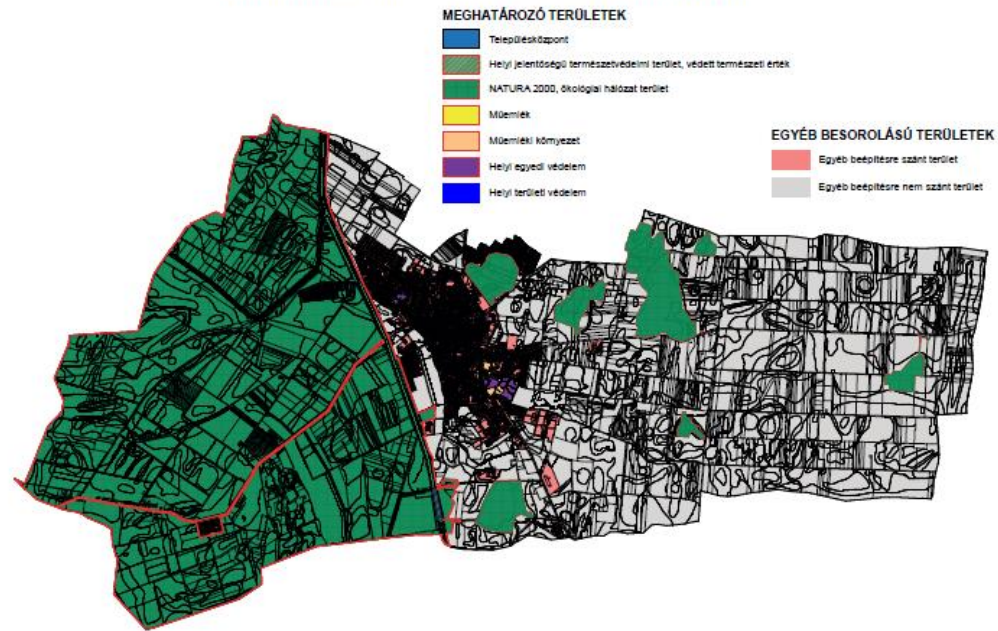 MEGHATÁROZÓ TERÜLETEK
Településközpont
Helyi jelentőségű természetvédelmi terület, védett természeti érték
NATURA 2000, ökológiai hálózat terület
Műemlék
Műemléki környezet
Helyi egyedi védelem
Helyi területi védelem
EGYÉB BESOROLÁSÚ TERÜLETEK
Egyéb beépítésre szánt terület
Egyéb beépítésre nem szánt terület